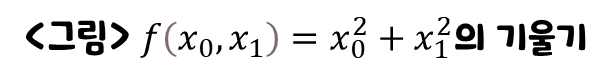 <그림> f(x₀, x₁) = x₀² + x₁²의 기울기